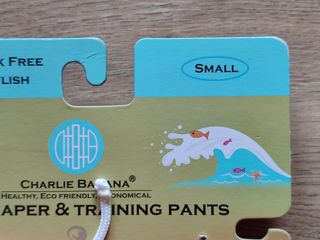 K FREE
LISH
SMALL
CHARLIE BANANA®
HEALTHY, ECO FRIENDLY, ECONOMICAL
APER & TRAINING PANTS